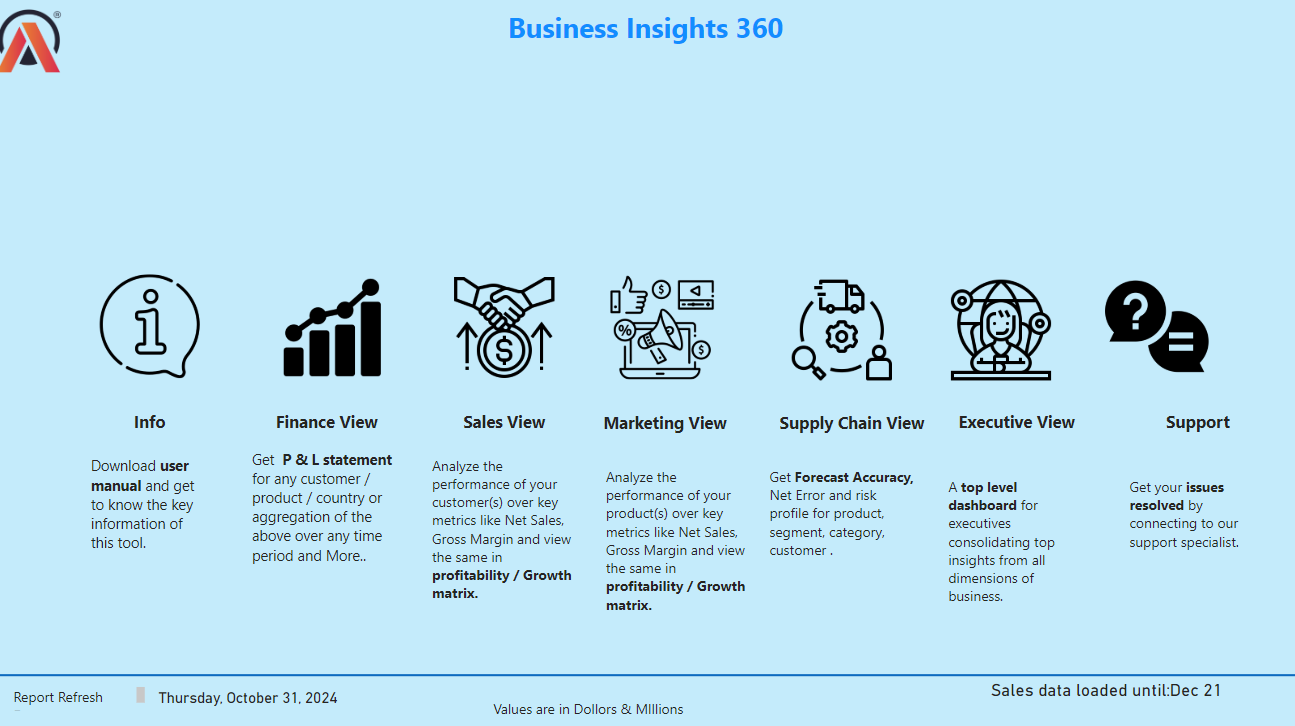 ®
Business Insights 360
Info
Download user
manual and get
to know the key
information of
this tool.
Finance View
Get P & L statement
for any customer /
product / country or
aggregation of the
above over any time
period and More..
Sales View
Analyze the
performance of your
customer(s) over key
metrics like Net Sales,
Gross Margin and view
the same in
profitability / Growth
matrix.
Marketing View
Analyze the
performance of your
product(s) over key
metrics like Net Sales,
Gross Margin and view
the same in
profitability / Growth
matrix.
Supply Chain View
Get Forecast Accuracy,
Net Error and risk
profile for product,
segment, category,
customer .
Executive View
A top level
dashboard for
executives
consolidating top
insights from all
dimensions of
business.
Support
Get your issues
resolved by
connecting to our
support specialist.
Report Refresh
Thursday, October 31, 2024
Values are in Dollors & MIllions
Sales data loaded until:Dec 21